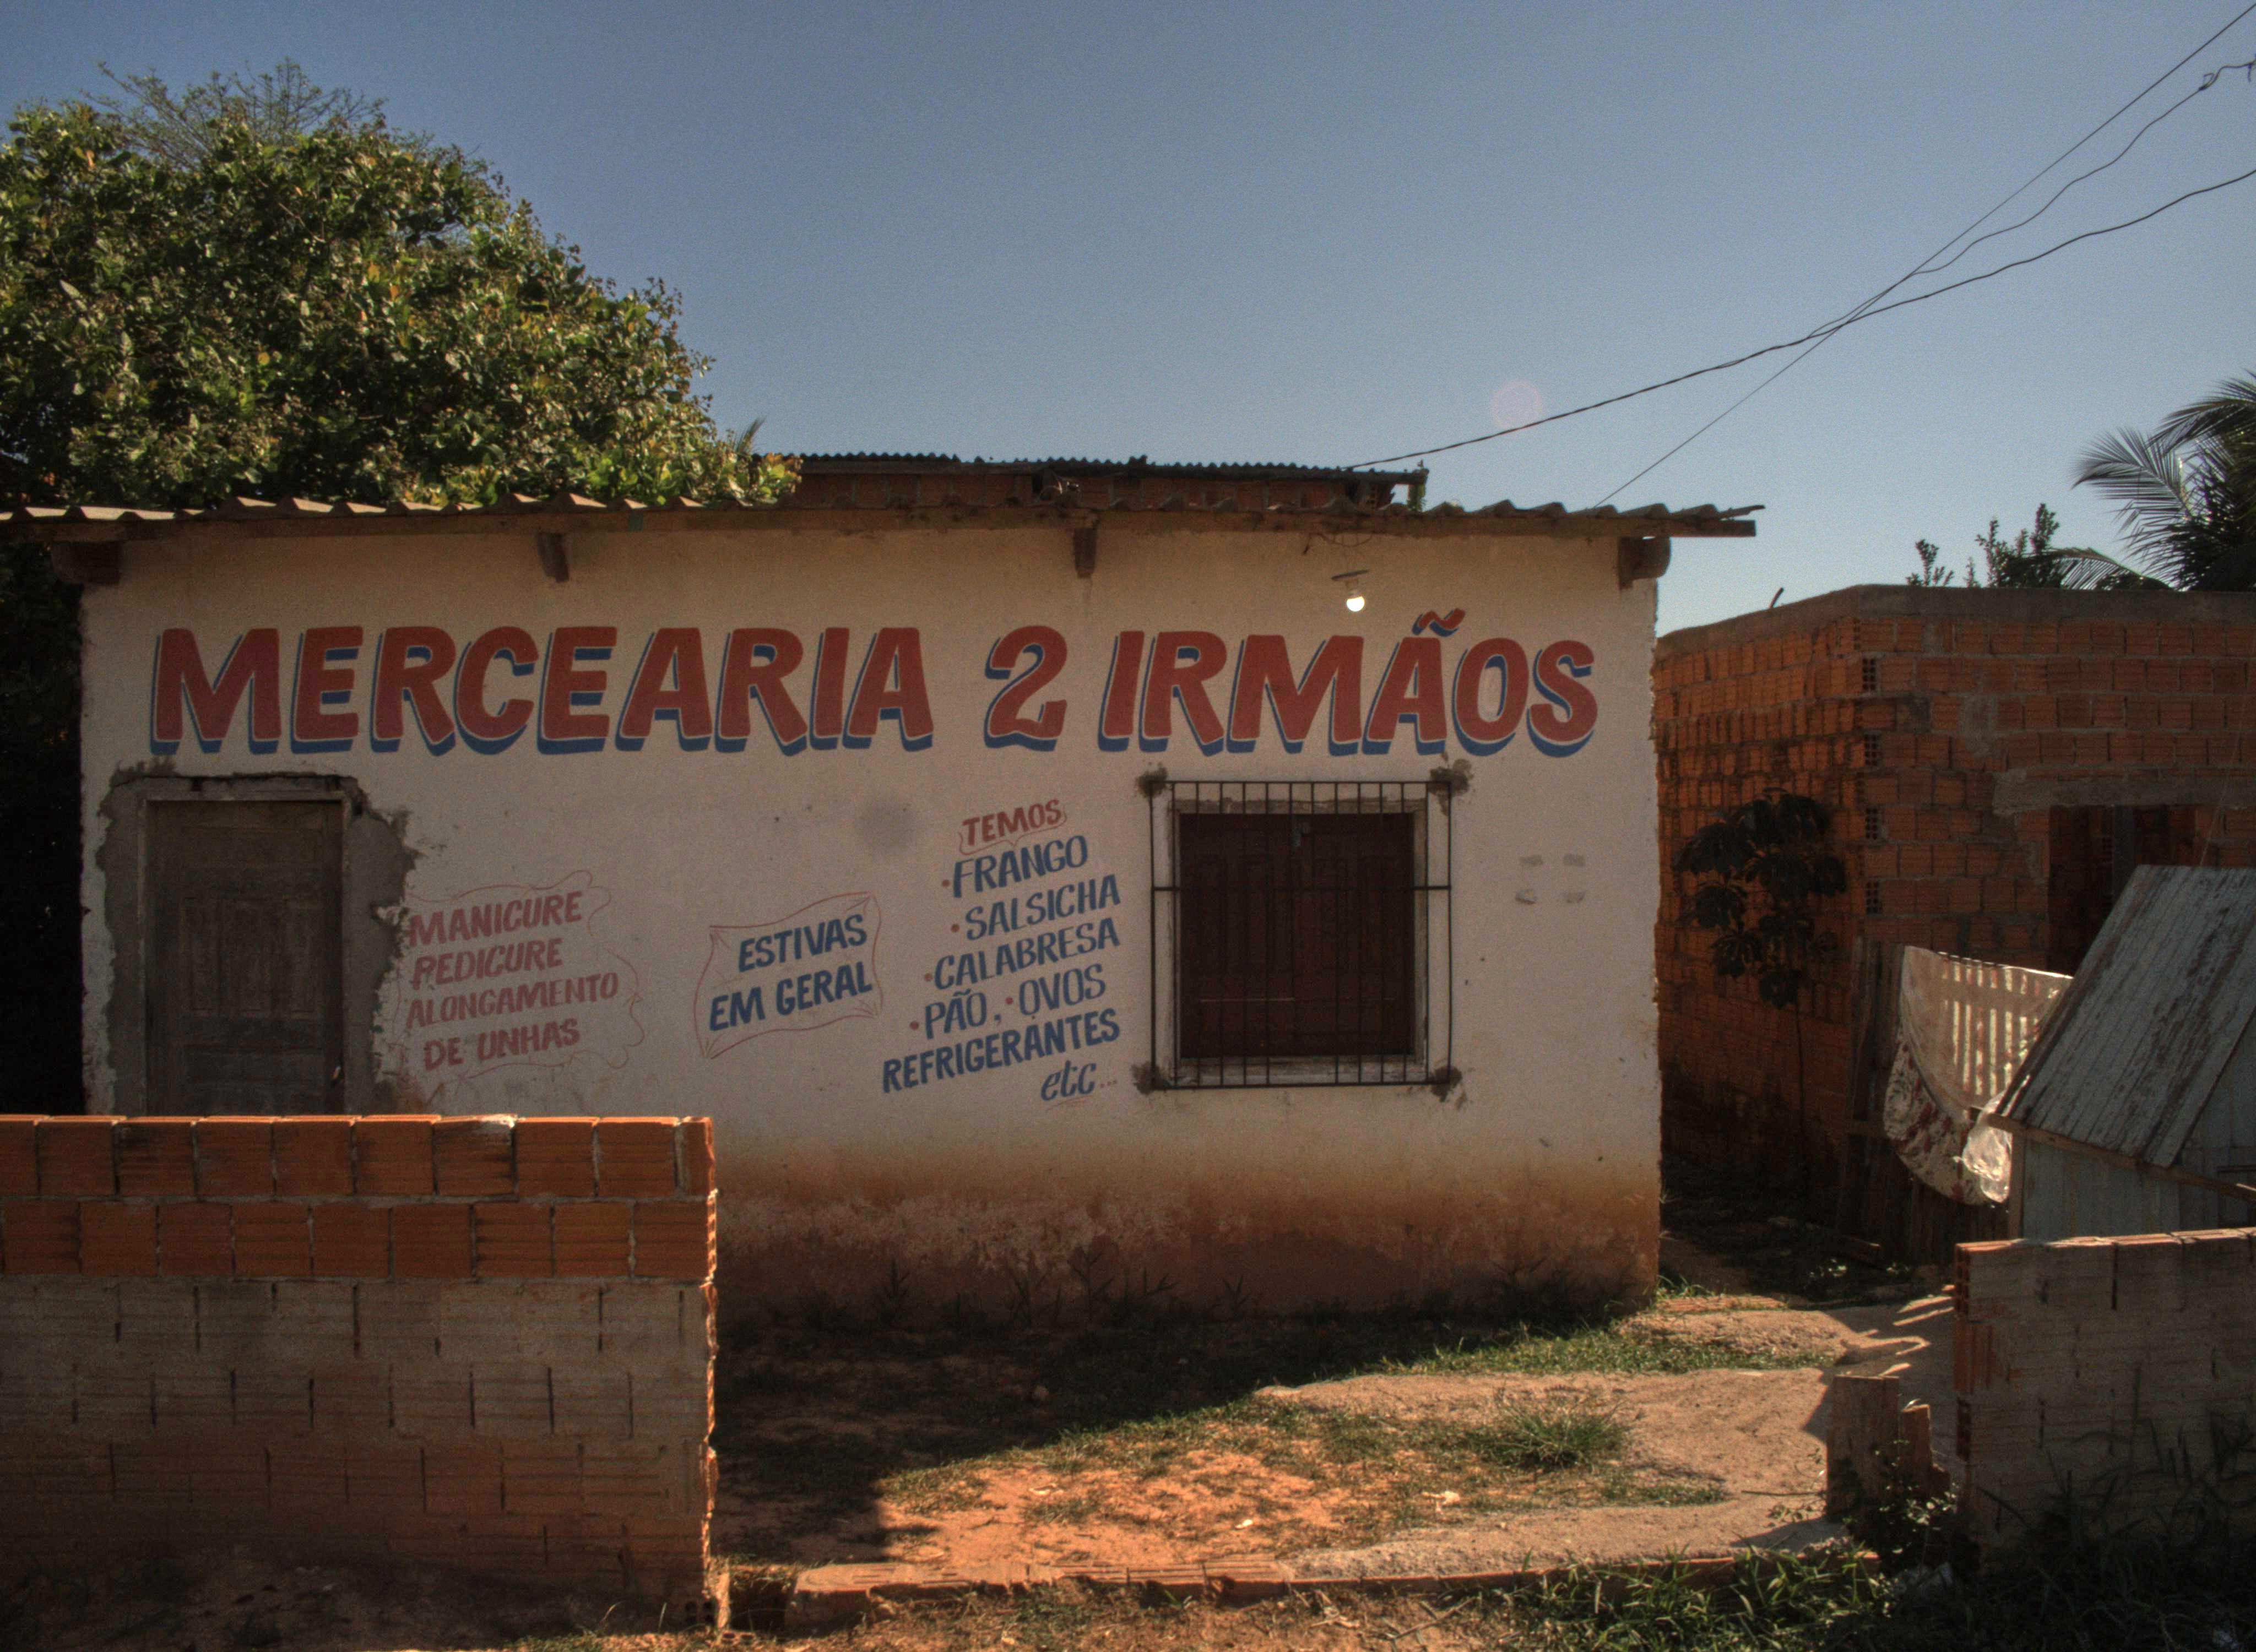 MERCEARIA 2 IRMÃOS
MANICURE
PEDICURE
ALONGAMENTO
DE UNHAS
ESTIVAS
EM GERAL
TEMOS
•FRANGO
•SALSICHA
•CALABRESA
•PÃO, •OVOS
REFRIGERANTES
etc...